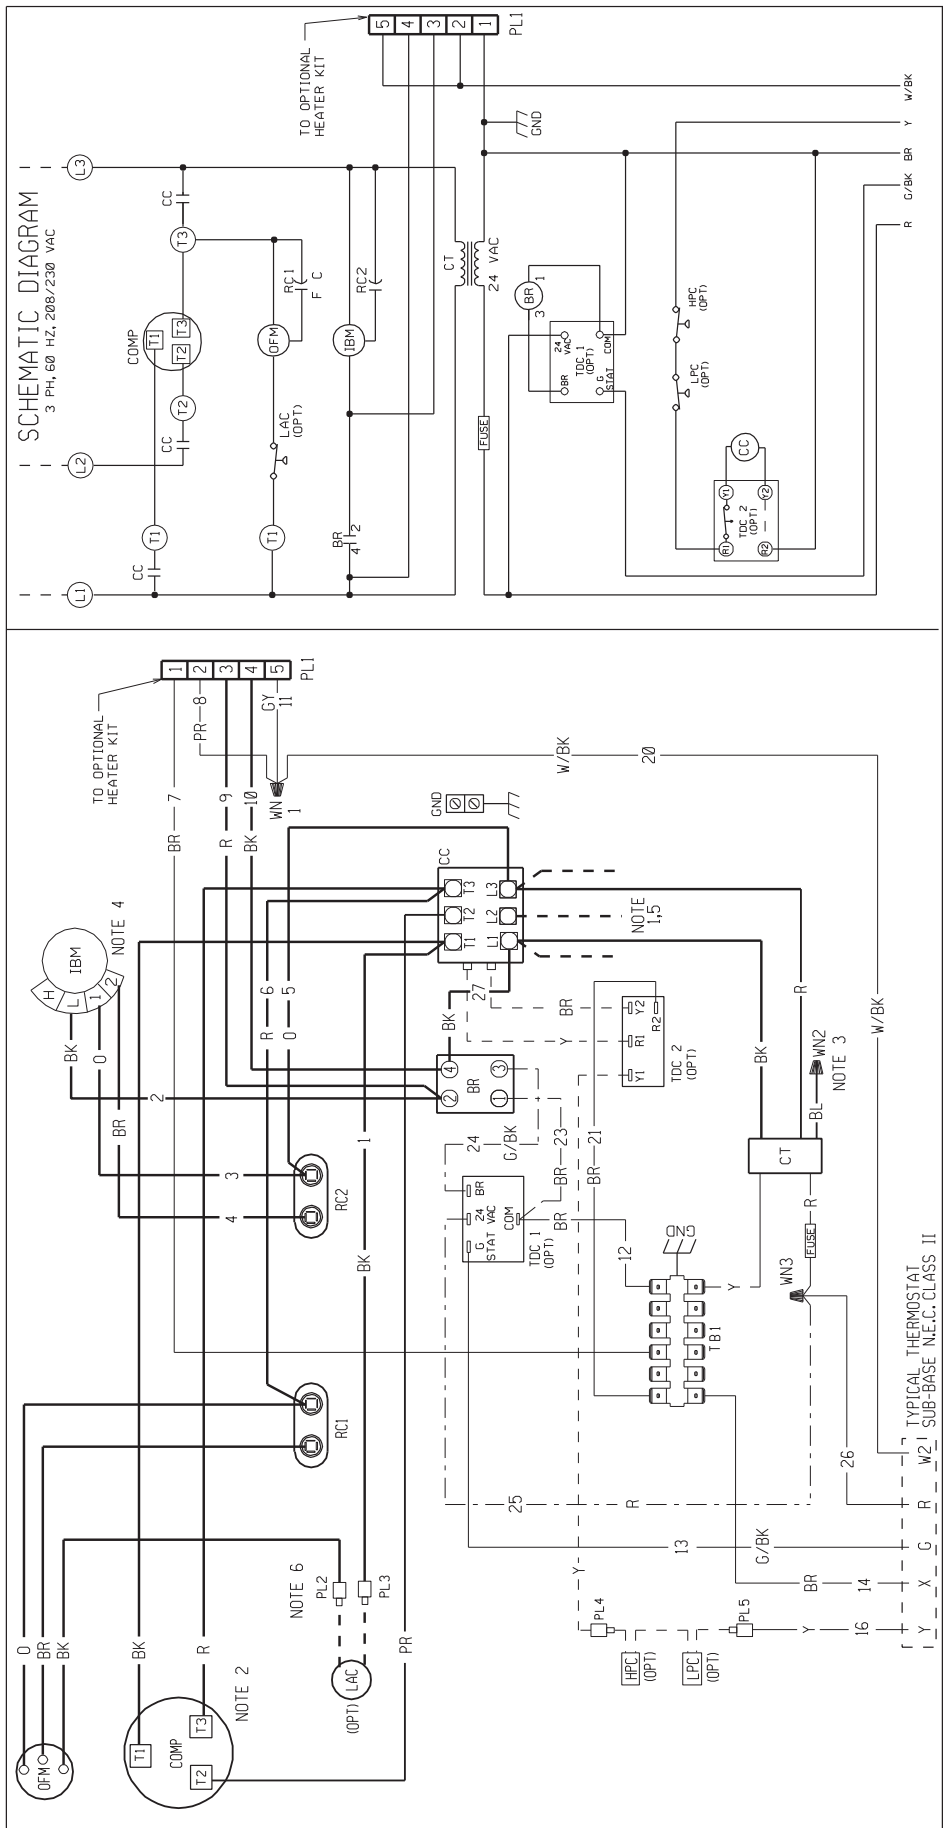 SCHEMATIC DIAGRAM
3 PH, 60 HZ, 208/230 VAC
L1
L2
L3
CC
T1
CC
T2
COMP
T1
T2
T3
T3
CC
T1
LAC
(OPT)
OFM
RC1
F
C
BR
4
2
IBM
RC2
TO OPTIONAL
HEATER KIT
5
4
3
2
1
PL1
CT
24 VAC
GND
FUSE
BR
3
1
24
VAC
BR
TDC 1
(OPT)
G
STAT
COM
HPC
(OPT)
LPC
(OPT)
CC
Y1
Y2
TDC 2
(OPT)
R1
R2
W/BK
Y
BR
G/BK
R
TO OPTIONAL
HEATER KIT
1
2
3
4
5
PL1
BR
7
PR
8
R
9
BK
10
GY
11
WN
1
W/BK
20
GND
IBM
H
L
1
2
NOTE 4
BK
O
BR
2
3
4
R
6
O
5
CC
T1
T2
T3
L1
L2
L3
NOTE
1,5
27
BK
BR
Y
BR
4
3
2
1
Y2
R2
R1
Y1
TDC 2
(OPT)
BK
R
W/BK
WN2
NOTE 3
BL
CT
R
FUSE
WN3
24
G/BK
BR
23
BR
21
BR
24
VAC
G
STAT
COM
TDC 1
(OPT)
BR
12
GND
Y
TB1
RC2
RC1
1
BK
25
R
26
13
G/BK
BR
14
Y
16
TYPICAL THERMOSTAT
SUB-BASE N.E.C. CLASS II
W2
R
G
X
Y
PL4
PL5
HPC
(OPT)
LPC
(OPT)
Y
NOTE 6
PL2
PL3
LAC
(OPT)
PR
O
BR
BK
OFM
BK
R
NOTE 2
COMP
T1
T2
T3